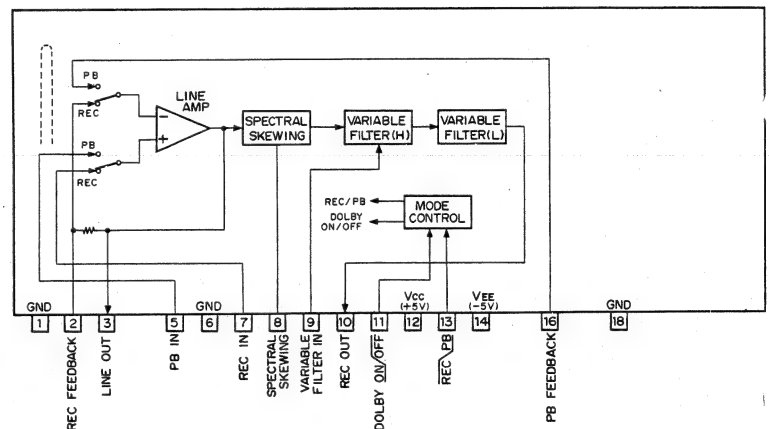 PB
REC
LINE
AMP
PB
REC
SPECTRAL
SKEWING
VARIABLE
FILTER(H)
VARIABLE
FILTER(L)
REC/PB
DOLBY
ON/OFF
MODE
CONTROL
GND
GND
VCC
(+5V)
VEE
(-5V)
GND
1 2 3 5 6 7 8 9 10 11 12 13 14 16 18
REC FEEDBACK
LINE OUT
PB IN
REC IN
SPECTRAL
SKEWING
VARIABLE
FILTER IN
REC OUT
DOLBY ON/OFF
REC\PB
PB FEEDBACK